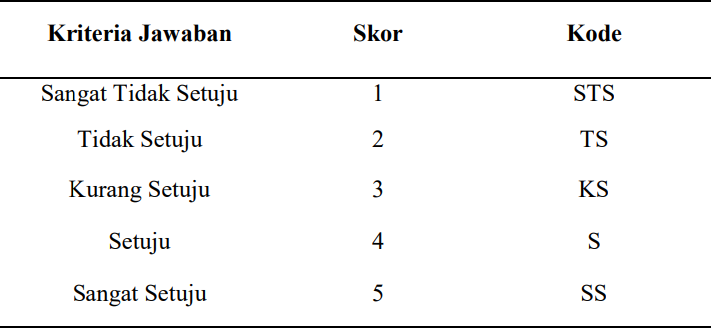 Kriteria Jawaban Skor Kode
Sangat Tidak Setuju 1 STS
Tidak Setuju 2 TS
Kurang Setuju 3 KS
Setuju 4 S
Sangat Setuju 5 SS